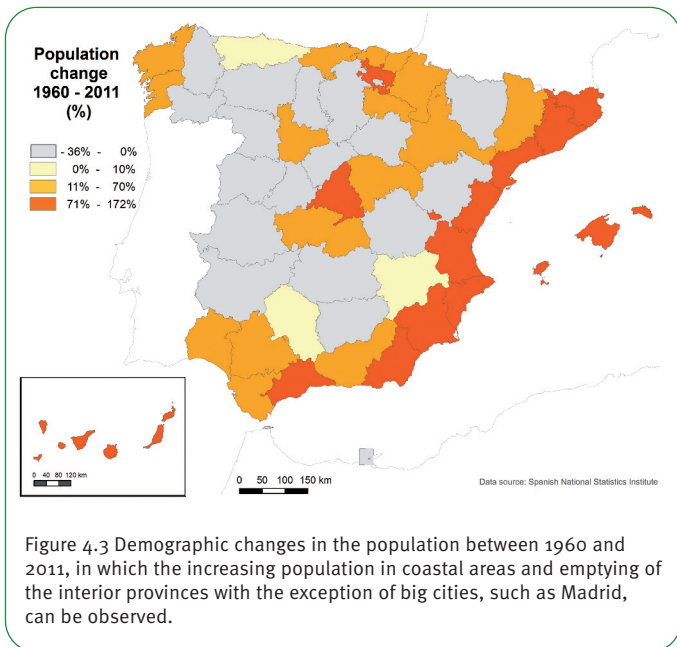 Population
change
1960 - 2011
(%)
- 36% - 0%
0% - 10%
11% - 70%
71% - 172%
0 40 80 120 km
0 50 100 150 km
Data source: Spanish National Statistics Institute
Figure 4.3 Demographic changes in the population between 1960 and
2011, in which the increasing population in coastal areas and emptying of
the interior provinces with the exception of big cities, such as Madrid,
can be observed.